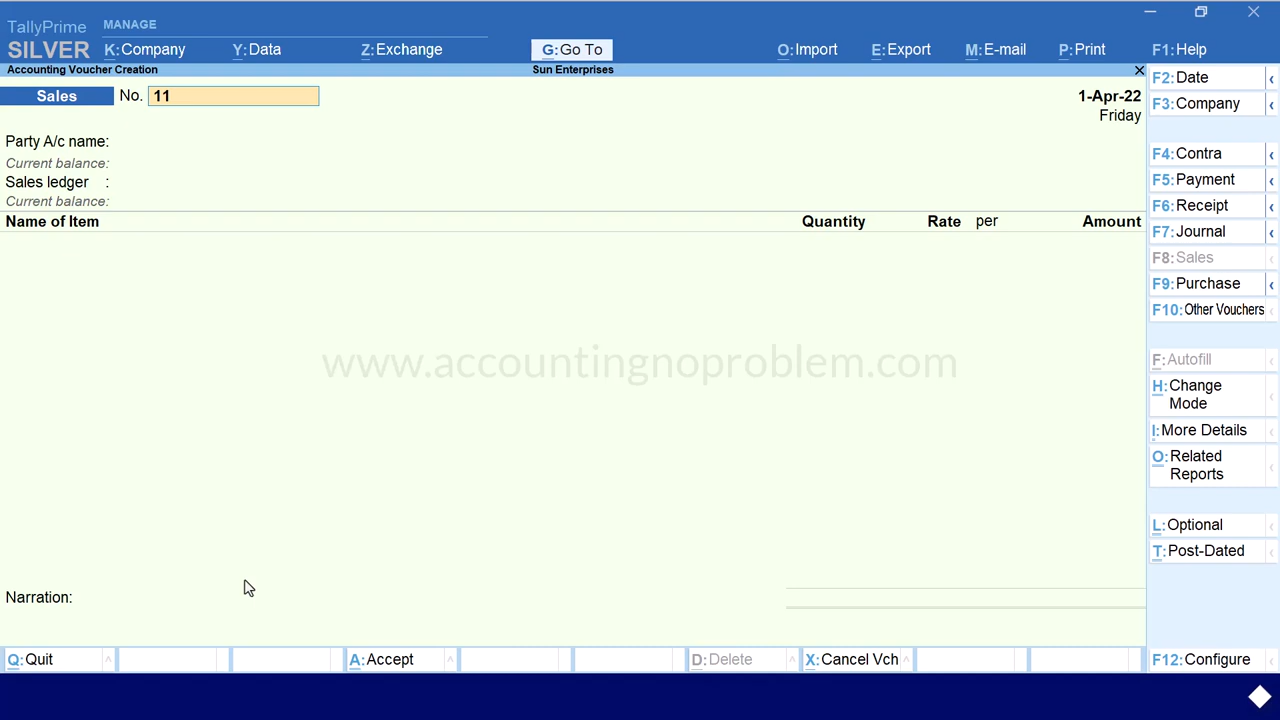 TallyPrime MANAGE
SILVER K:Company Y:Data Z:Exchange G:Go To O:Import E:Export M:E-mail P:Print F1:Help
Accounting Voucher Creation Sun Enterprises
Sales No. 11 1-Apr-22
Friday
Party A/c name:
Current balance:
Sales ledger :
Current balance:
Name of Item Quantity Rate per Amount
www.accountingnoproblem.com
Narration:
Q:Quit A:Accept D:Delete X:Cancel Vch F12:Configure
F2:Date
F3:Company
F4:Contra
F5:Payment
F6:Receipt
F7:Journal
F8:Sales
F9:Purchase
F10:Other Vouchers
F:Autofill
H:Change
Mode
I:More Details
O:Related
Reports
L:Optional
T:Post-Dated